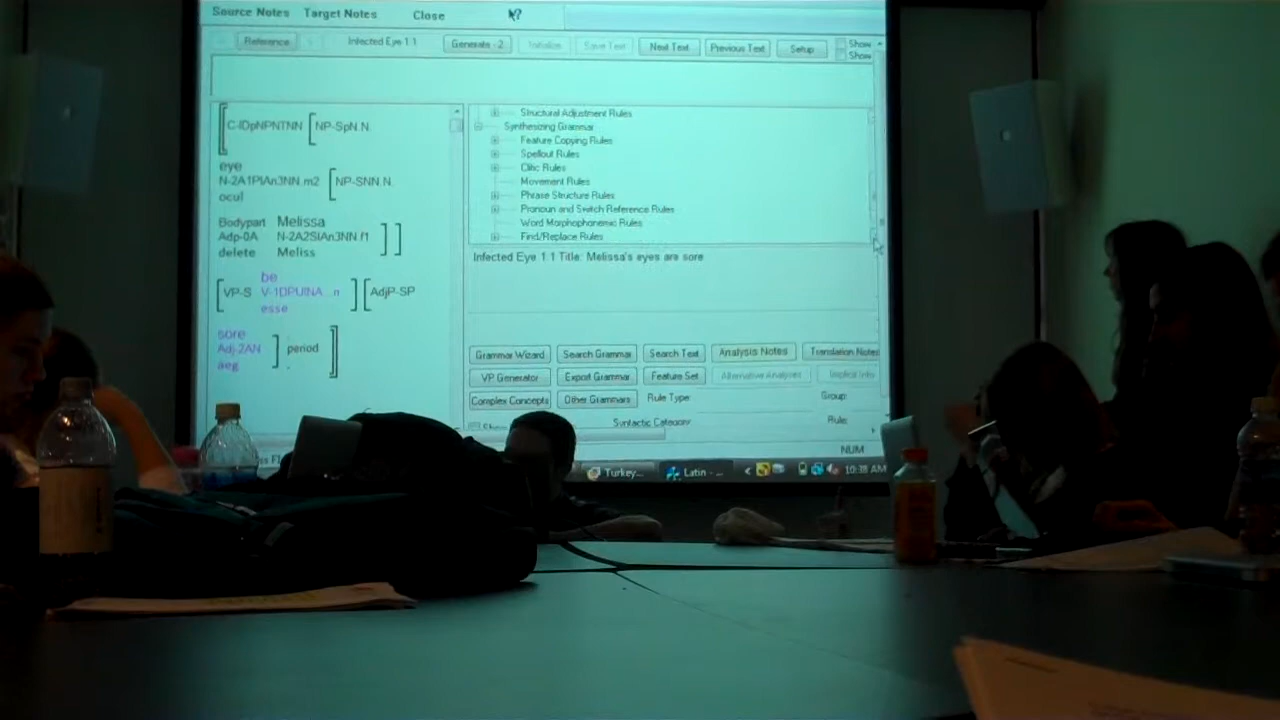 Source Notes Target Notes Close
Reference Infected Eye 1.1 Generate - 2 Initialize Save Text Next Text Previous Text Setup Show
Show
C-IDpNPNTNN [NP-SpN.N.
eye
N-2A1PIAn3NN.m2 [NP-SNN.N.
ocul
Bodypart Melissa
Adp-0A N-2A2SIAn3NN.f1 ]]
delete Meliss
be
[VP-S V-1DPUINA...n ][AdjP-SP
esse
sore
Adj-2AN ] period ]
aeg .
Structural Adjustment Rules
Synthesizing Grammar
Feature Copying Rules
Spellout Rules
Clitic Rules
Movement Rules
Phrase Structure Rules
Pronoun and Switch Reference Rules
Word Morphophonemic Rules
Find/Replace Rules
Infected Eye 1:1 Title: Melissa's eyes are sore
Grammar Wizard Search Grammar Search Text Analysis Notes Translation Notes
VP Generator Export Grammar Feature Set Alternative Analyses Implicit Info
Complex Concepts Other Grammars Rule Type: Group:
Syntactic Category Rule:
NUM
Turkey... Latin - ... < 10:38 AM